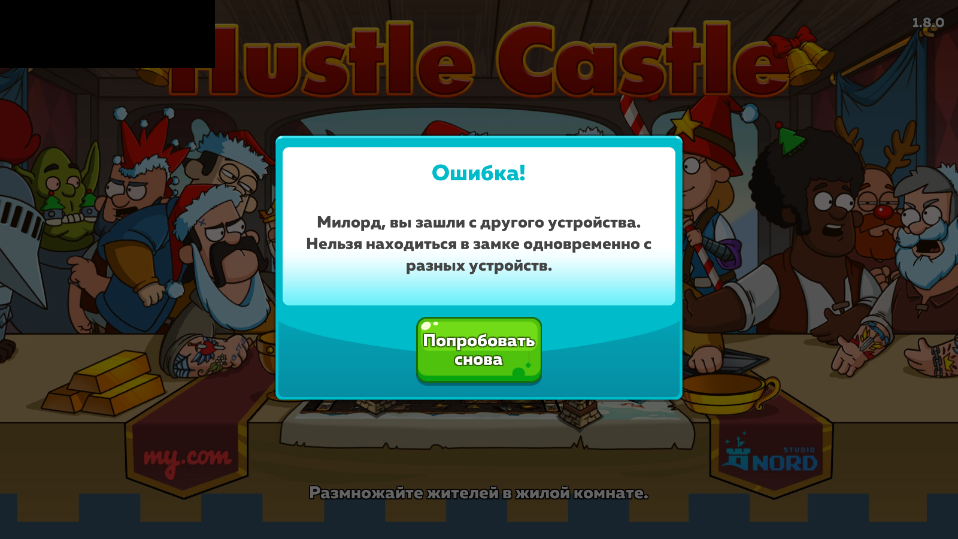 1.8.0
Hustle Castle
Ошибка!
Милорд, вы зашли с другого устройства.
Нельзя находиться в замке одновременно с
разных устройств.
Попробовать
снова
my.com
STUDIO
NORD
Размножайте жителей в жилой комнате.